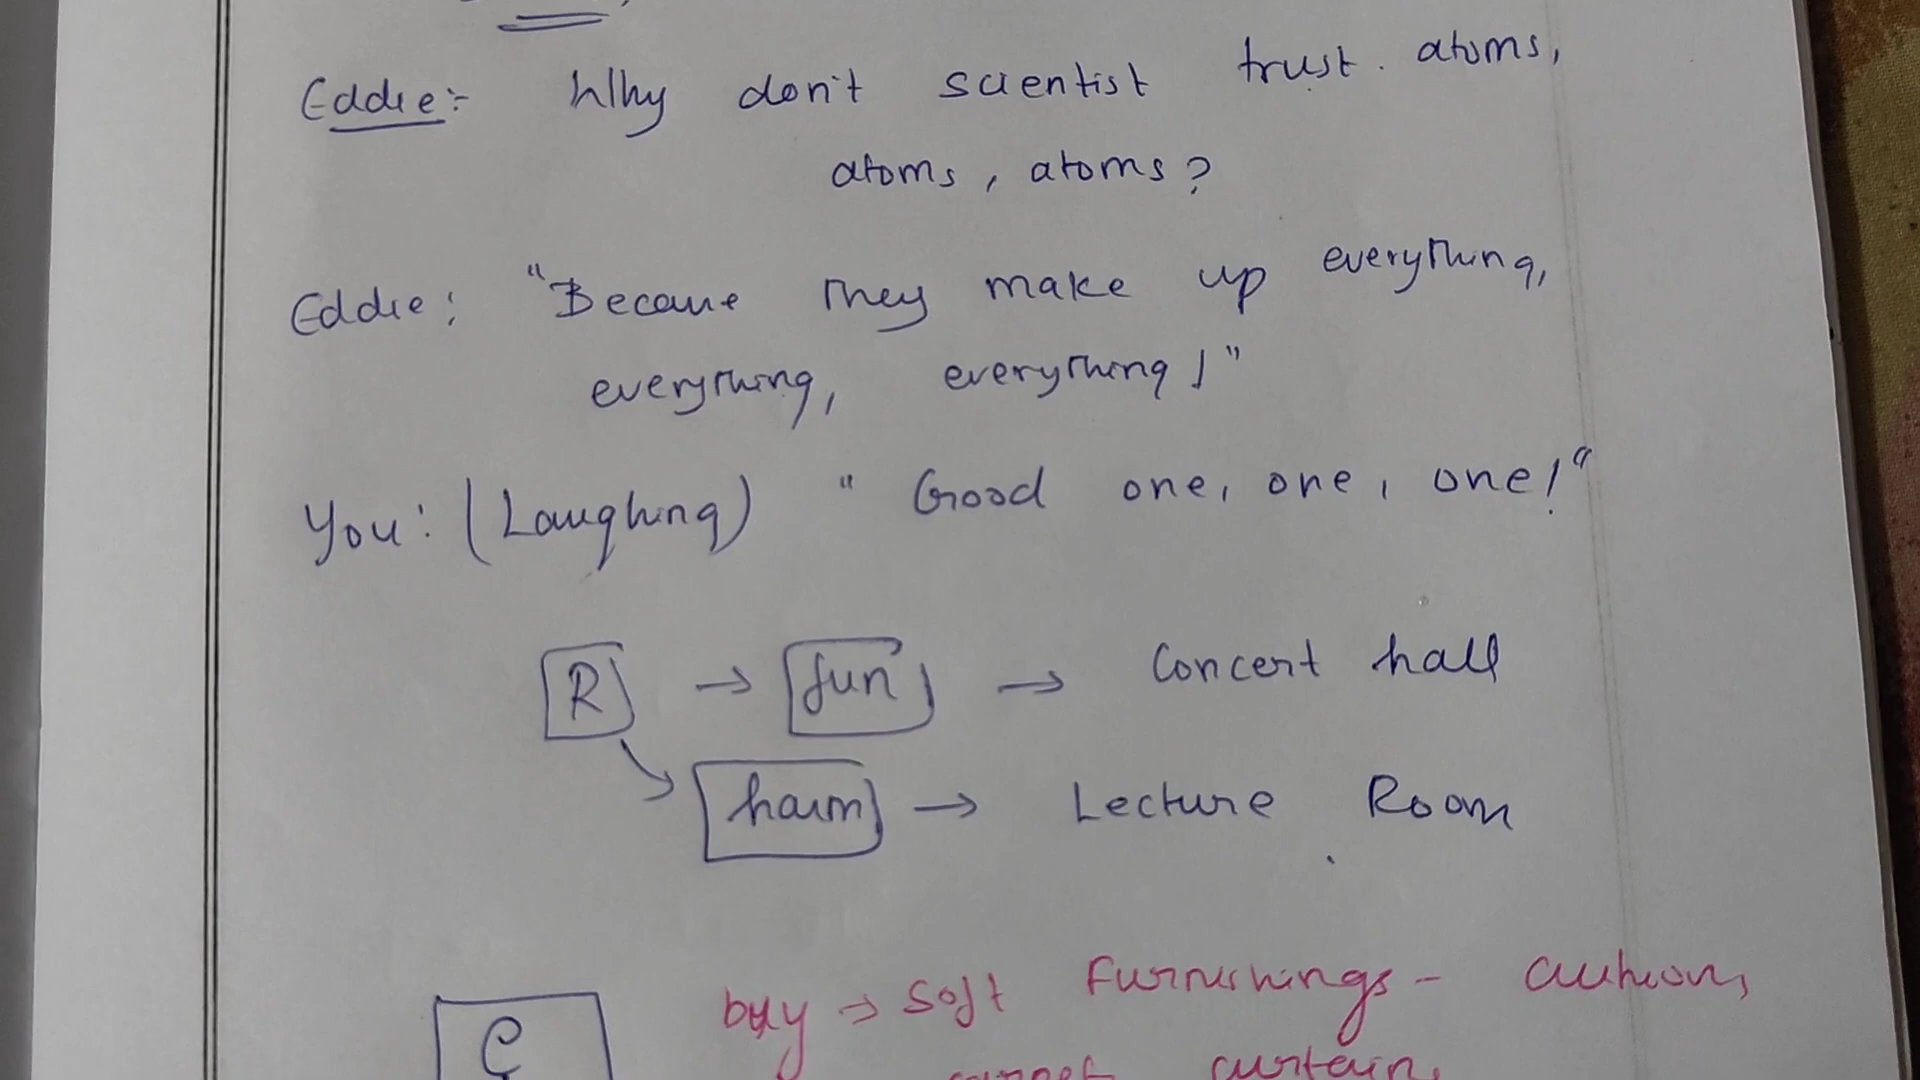 Eddie:- Why don't scientist trust. atoms,
atoms, atoms?
Eddie: "Because they make up everything,
everything, everything!"
You: (Laughing) "Good one, one, one!"
R → fun → Concert hall
harm → Lecture Room
buy → Soft Furnishings - cushions,
curtains